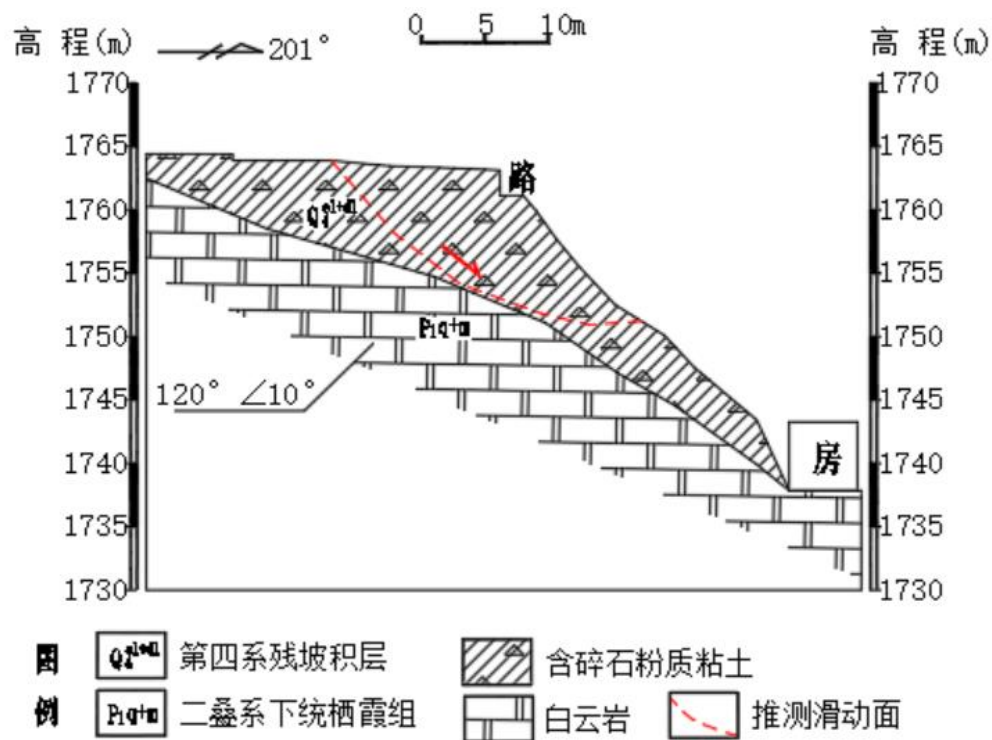 0 5 10m
高 程(m) 201° 高 程(m)
1770 1770
1765 1765
路
1760 1760
1755 1755
P₁q+m
1750 1750
120° ∠10°
1745 1745
房
1740 1740
1735 1735
1730 1730
图 第四系残坡积层 含碎石粉质粘土
例 P₁q+m 二叠系下统栖霞组 白云岩 推测滑动面